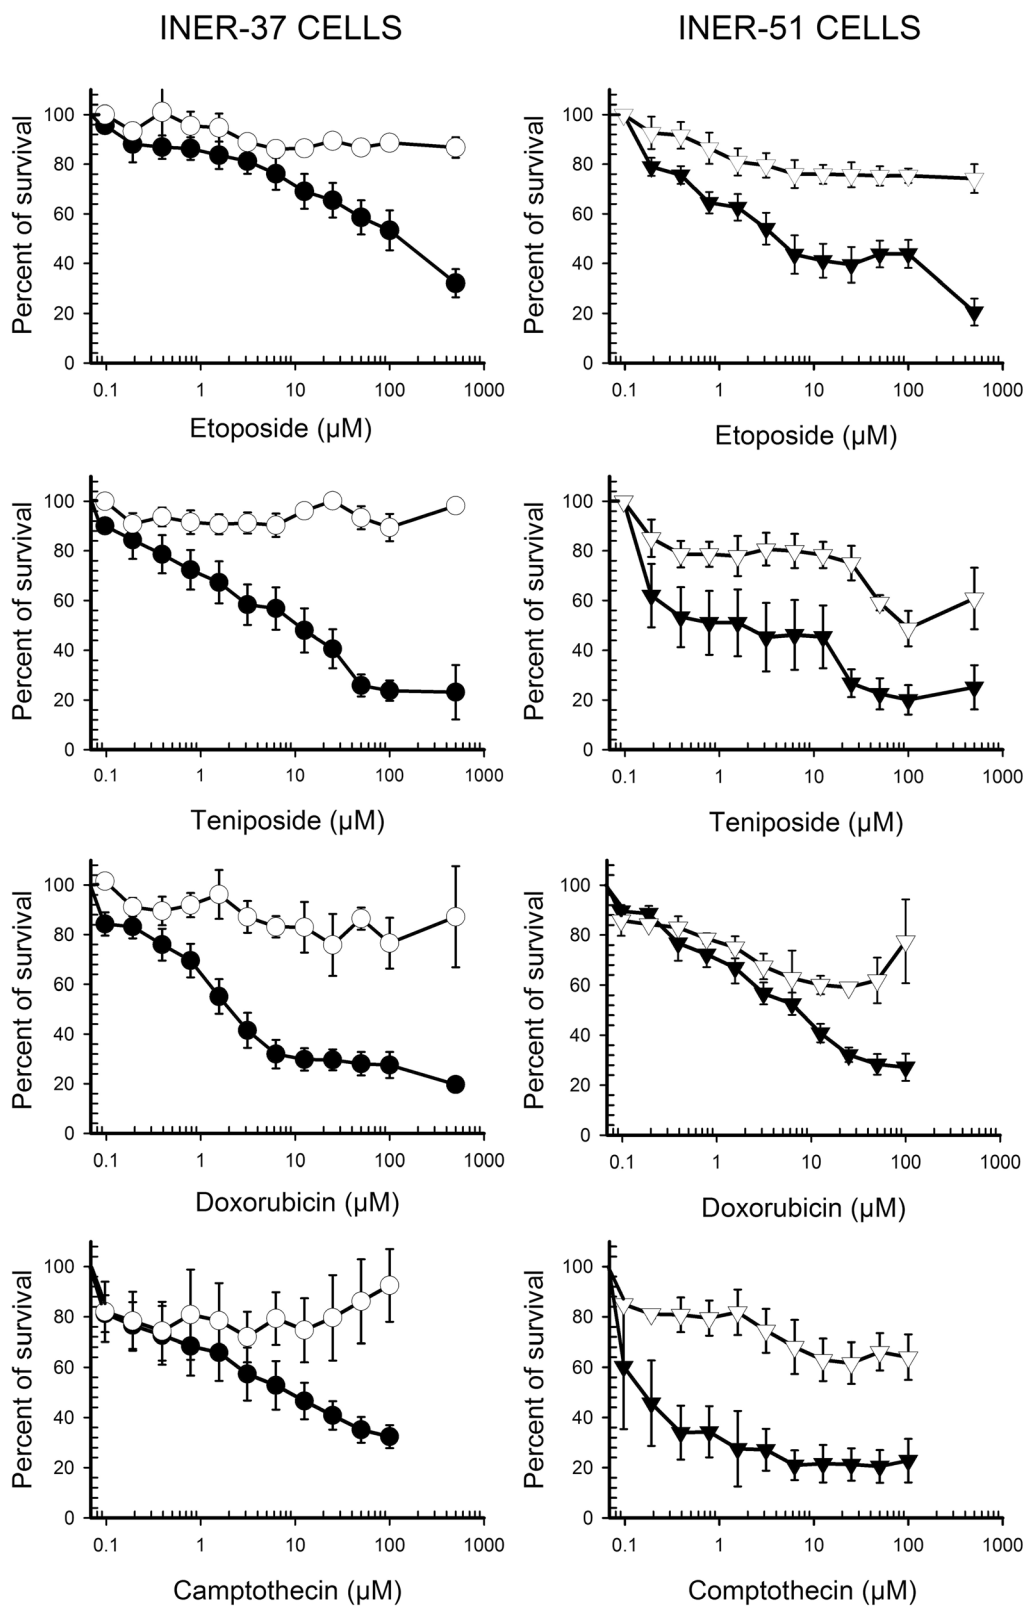 INER-37 CELLS INER-51 CELLS
Percent of survival
100
80
60
40
20
0
0.1 1 10 100 1000
Etoposide (µM)
Percent of survival
100
80
60
40
20
0
0.1 1 10 100 1000
Etoposide (µM)
Percent of survival
100
80
60
40
20
0
0.1 1 10 100 1000
Teniposide (µM)
Percent of survival
100
80
60
40
20
0
0.1 1 10 100 1000
Teniposide (µM)
Percent of survival
100
80
60
40
20
0
0.1 1 10 100 1000
Doxorubicin (µM)
Percent of survival
100
80
60
40
20
0
0.1 1 10 100 1000
Doxorubicin (µM)
Percent of survival
100
80
60
40
20
0
0.1 1 10 100 1000
Camptothecin (µM)
Percent of survival
100
80
60
40
20
0
0.1 1 10 100 1000
Comptothecin (µM)